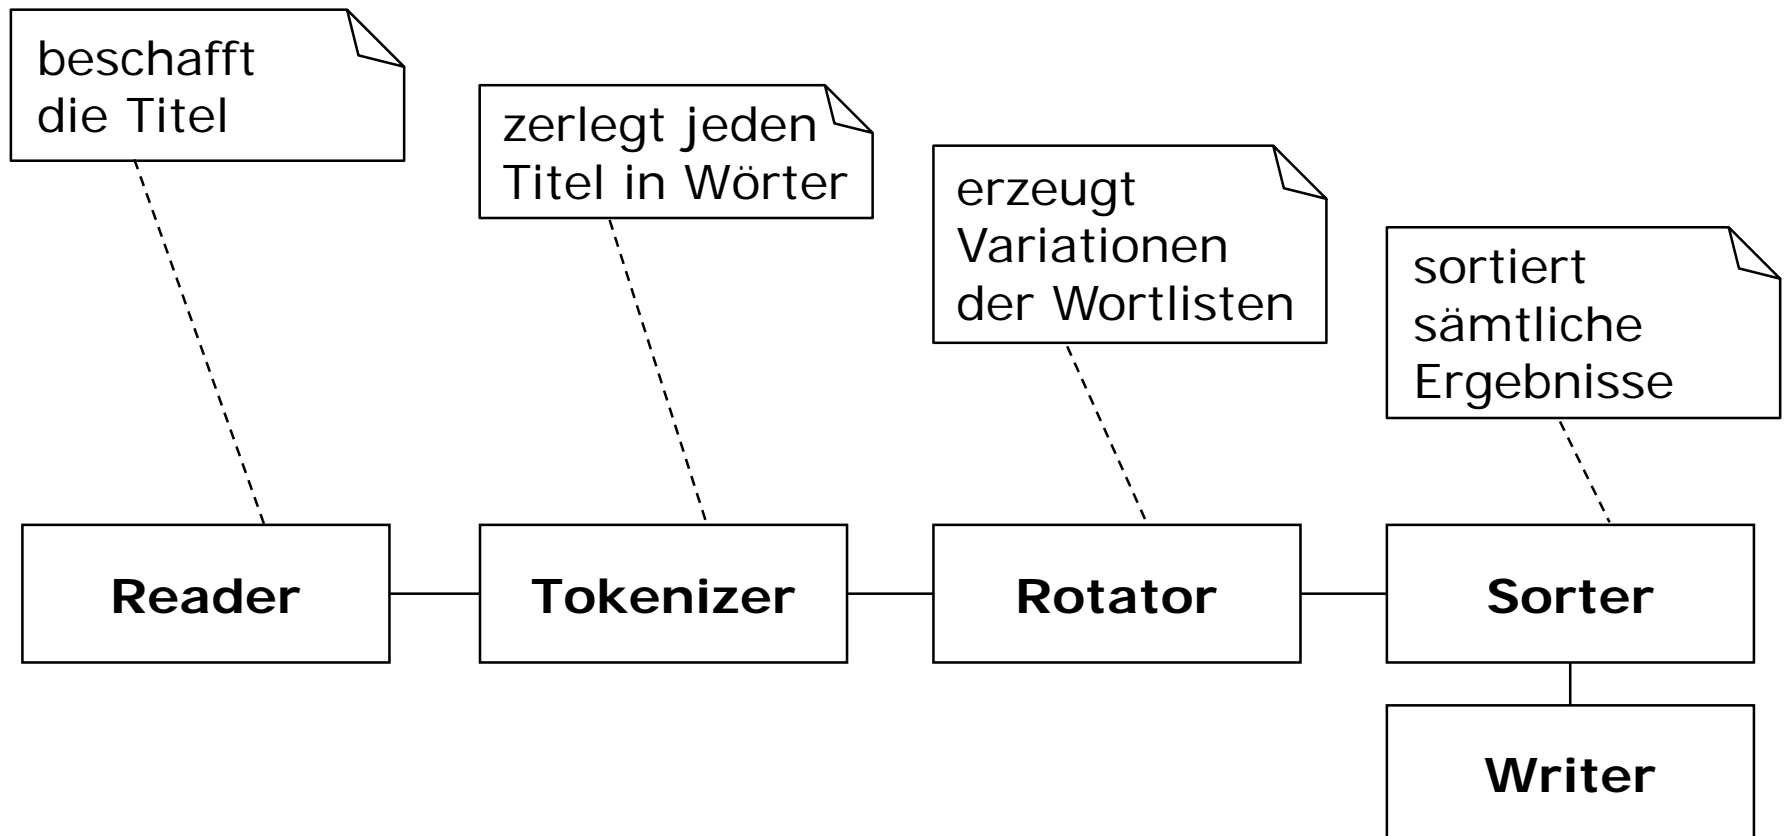 beschafft
die Titel
zerlegt jeden
Titel in Wörter
erzeugt
Variationen
der Wortlisten
sortiert
sämtliche
Ergebnisse
Reader
Tokenizer
Rotator
Sorter
Writer